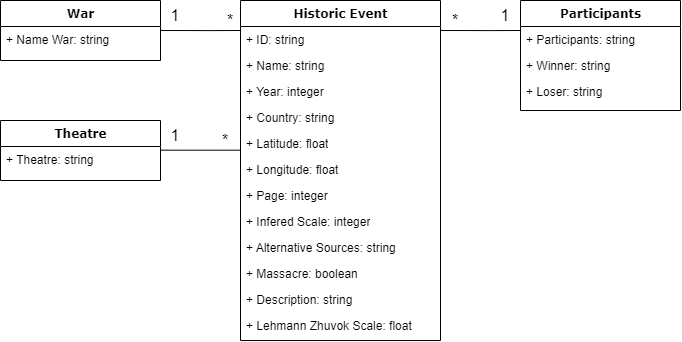 War
+ Name War: string
1
*
Historic Event
+ ID: string
+ Name: string
+ Year: integer
+ Country: string
+ Latitude: float
+ Longitude: float
+ Page: integer
+ Infered Scale: integer
+ Alternative Sources: string
+ Massacre: boolean
+ Description: string
+ Lehmann Zhuvok Scale: float
*
1
Participants
+ Participants: string
+ Winner: string
+ Loser: string
Theatre
+ Theatre: string
1
*